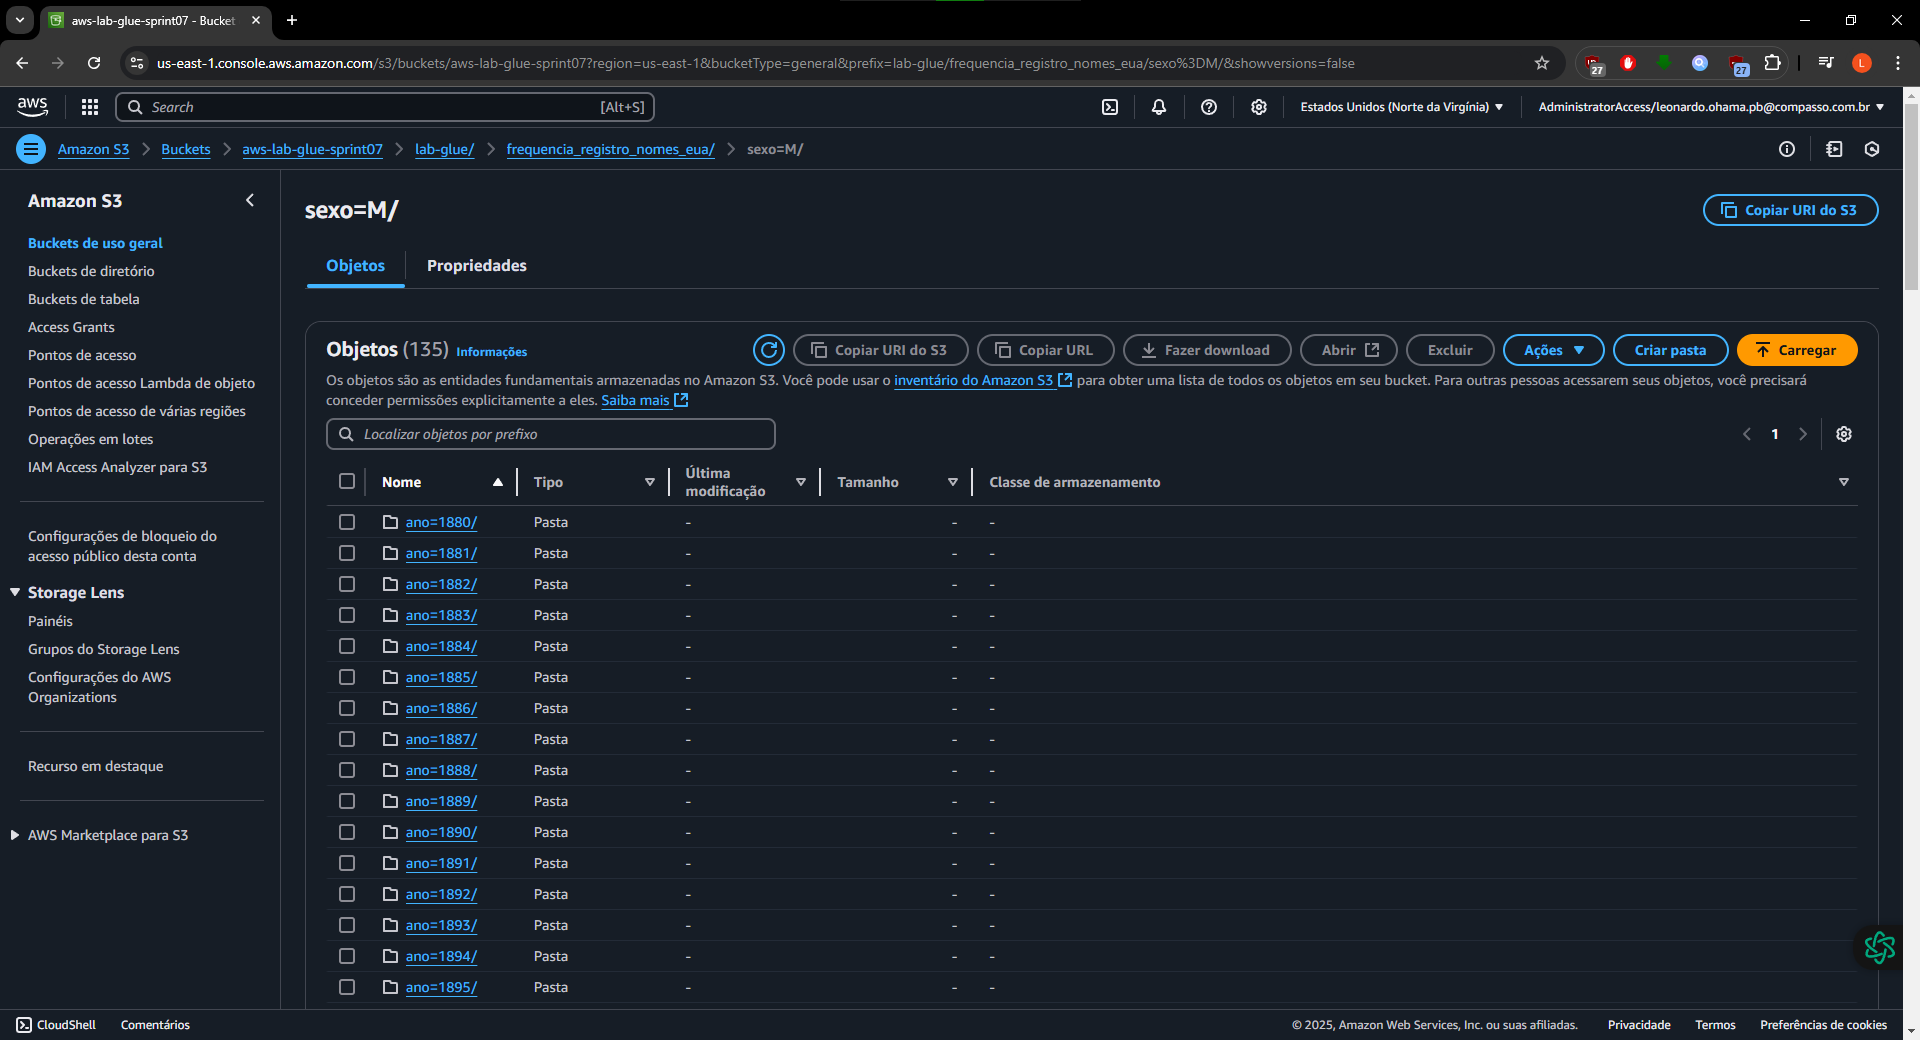 aws-lab-glue-sprint07 - Bucket
us-east-1.console.aws.amazon.com/s3/buckets/aws-lab-glue-sprint07?region=us-east-1&bucketType=general&prefix=lab-glue/frequencia_registro_nomes_eua/sexo%3DM/&showversions=false
27
27
L
aws
Search
[Alt+S]
Estados Unidos (Norte da Virgínia)
AdministratorAccess/leonardo.ohama.pb@compasso.com.br
Amazon S3
Buckets
aws-lab-glue-sprint07
lab-glue/
frequencia_registro_nomes_eua/
sexo=M/
Amazon S3
Buckets de uso geral
Buckets de diretório
Buckets de tabela
Access Grants
Pontos de acesso
Pontos de acesso Lambda de objeto
Pontos de acesso de várias regiões
Operações em lotes
IAM Access Analyzer para S3
Configurações de bloqueio do
acesso público desta conta
Storage Lens
Painéis
Grupos do Storage Lens
Configurações do AWS
Organizations
Recurso em destaque
AWS Marketplace para S3
sexo=M/
Copiar URI do S3
Objetos
Propriedades
Objetos (135) Informações
Copiar URI do S3
Copiar URL
Fazer download
Abrir
Excluir
Ações
Criar pasta
Carregar
Os objetos são as entidades fundamentais armazenadas no Amazon S3. Você pode usar o inventário do Amazon S3 para obter uma lista de todos os objetos em seu bucket. Para outras pessoas acessarem seus objetos, você precisará
conceder permissões explicitamente a eles. Saiba mais
Localizar objetos por prefixo
1
Nome Tipo Última modificação Tamanho Classe de armazenamento
ano=1880/ Pasta - - -
ano=1881/ Pasta - - -
ano=1882/ Pasta - - -
ano=1883/ Pasta - - -
ano=1884/ Pasta - - -
ano=1885/ Pasta - - -
ano=1886/ Pasta - - -
ano=1887/ Pasta - - -
ano=1888/ Pasta - - -
ano=1889/ Pasta - - -
ano=1890/ Pasta - - -
ano=1891/ Pasta - - -
ano=1892/ Pasta - - -
ano=1893/ Pasta - - -
ano=1894/ Pasta - - -
ano=1895/ Pasta - - -
CloudShell
Comentários
© 2025, Amazon Web Services, Inc. ou suas afiliadas.
Privacidade
Termos
Preferências de cookies